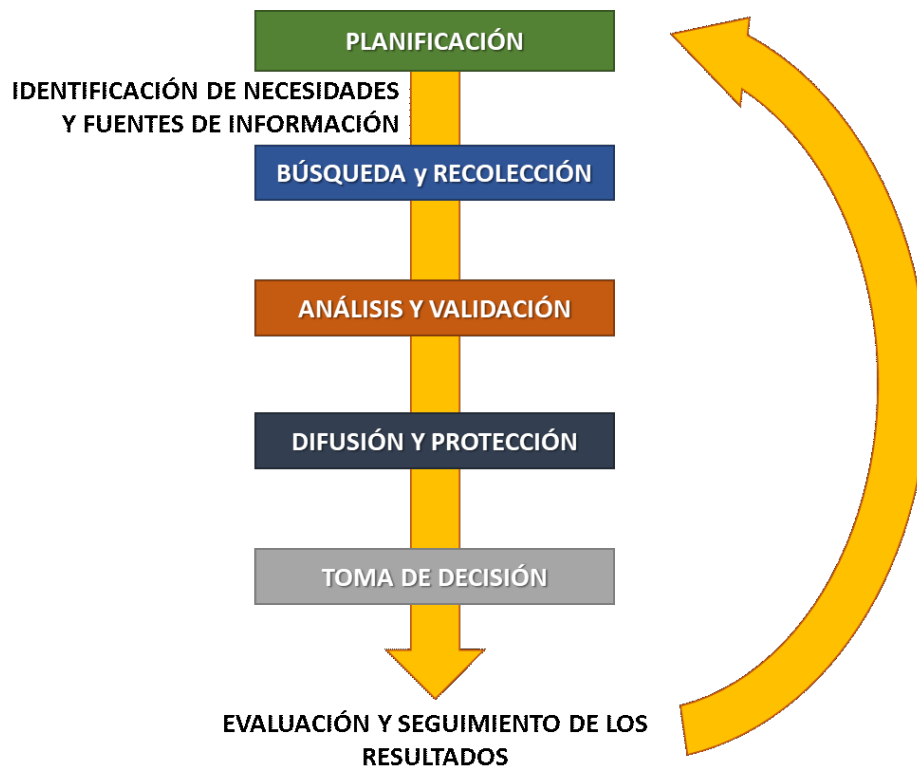 PLANIFICACIÓN
IDENTIFICACIÓN DE NECESIDADES
Y FUENTES DE INFORMACIÓN
BÚSQUEDA y RECOLECCIÓN
ANÁLISIS Y VALIDACIÓN
DIFUSIÓN Y PROTECCIÓN
TOMA DE DECISIÓN
EVALUACIÓN Y SEGUIMIENTO DE LOS
RESULTADOS